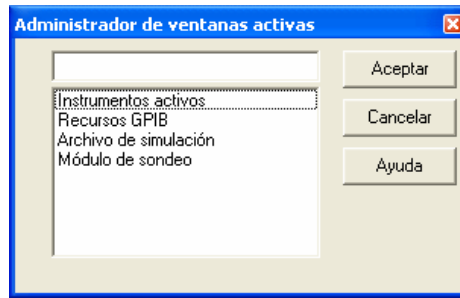 Administrador de ventanas activas
Aceptar
Instrumentos activos
Recursos GPIB
Archivo de simulación
Módulo de sondeo
Cancelar
Ayuda